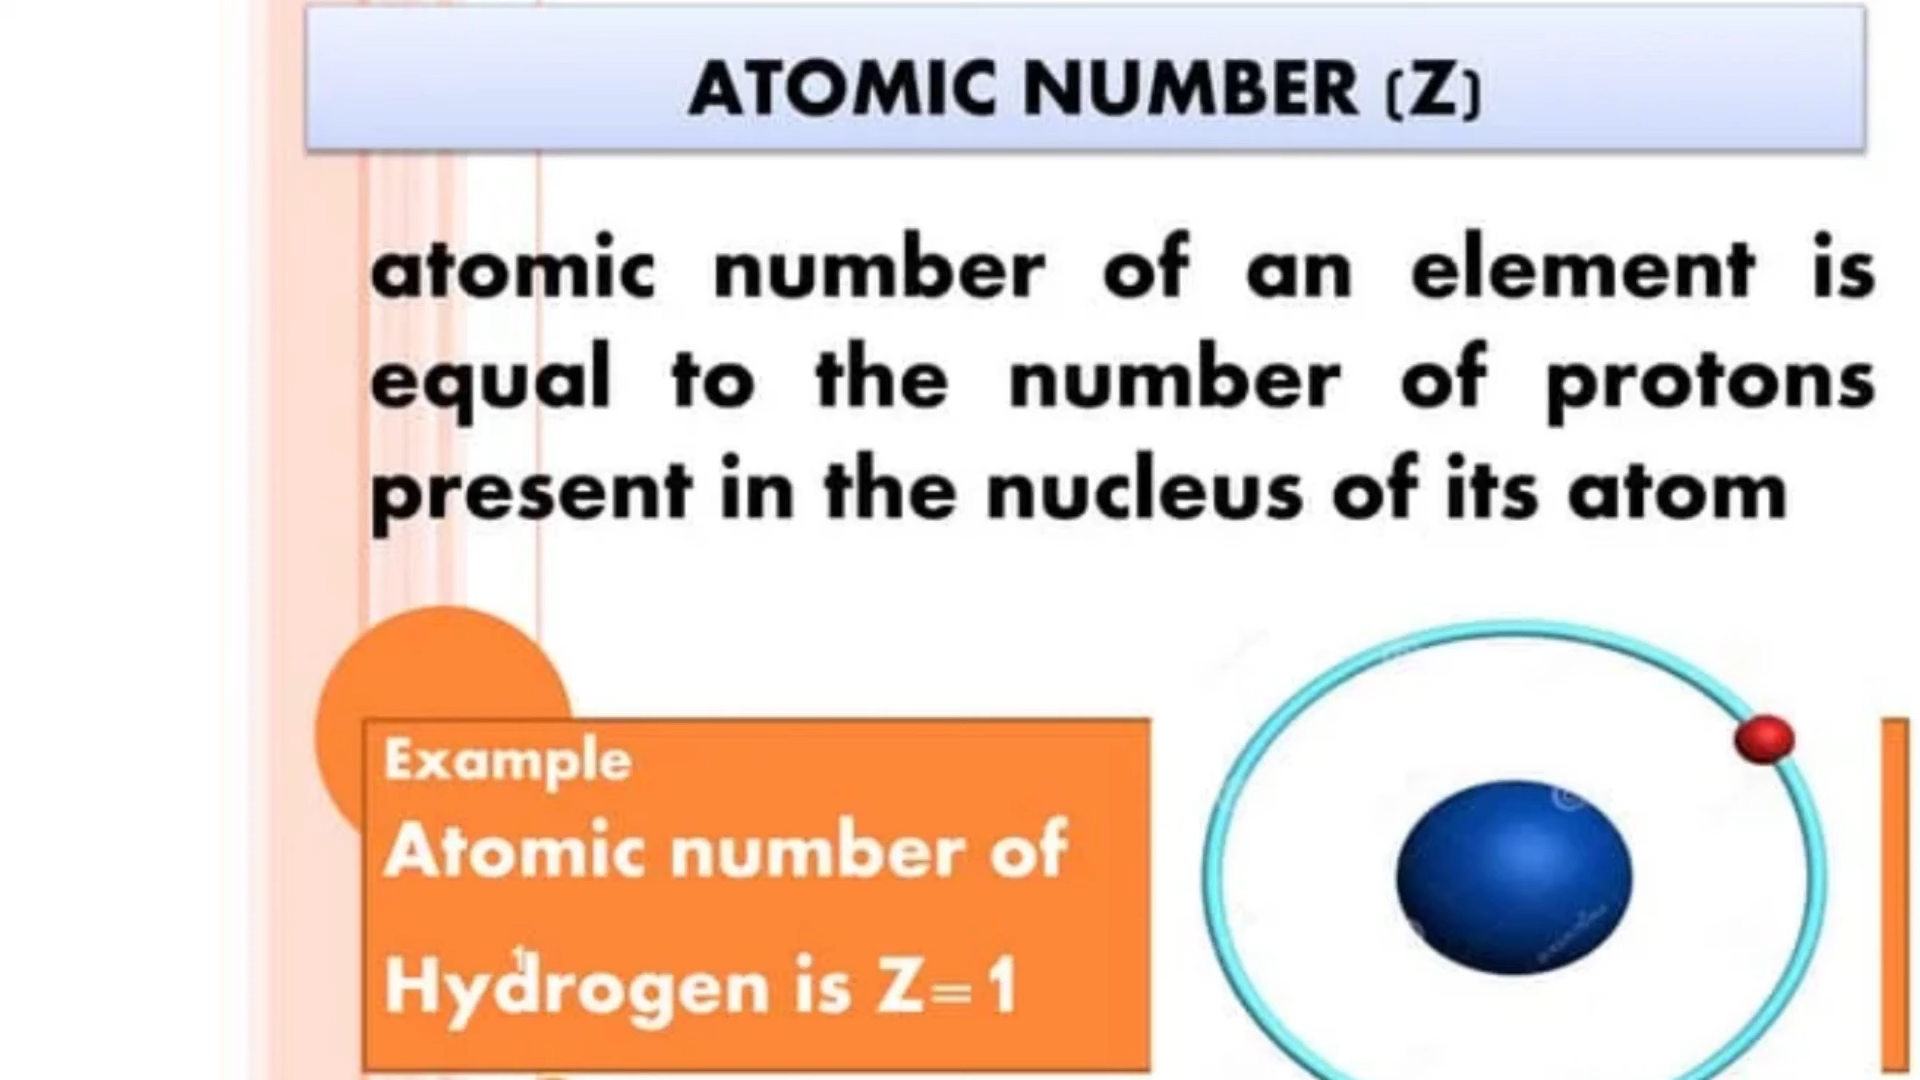 ATOMIC NUMBER (Z)
atomic number of an element is
equal to the number of protons
present in the nucleus of its atom
Example
Atomic number of
Hydrogen is Z=1